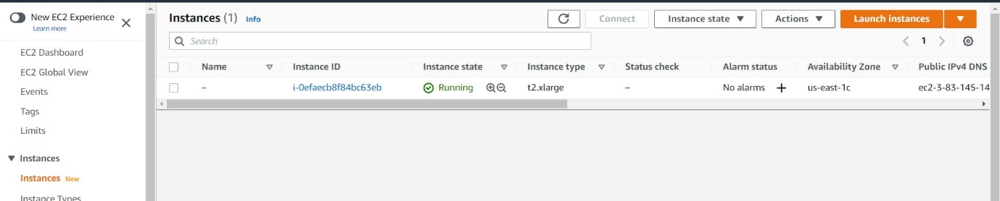 New EC2 Experience
Learn more
EC2 Dashboard
EC2 Global View
Events
Tags
Limits
Instances
Instances New
Instance Types
Instances (1) Info
Connect
Instance state
Actions
Launch instances
Search
1
Name Instance ID Instance state Instance type Status check Alarm status Availability Zone Public IPv4 DNS
– i-0efaecb8f84bc63eb Running t2.xlarge – No alarms + us-east-1c ec2-3-83-145-14